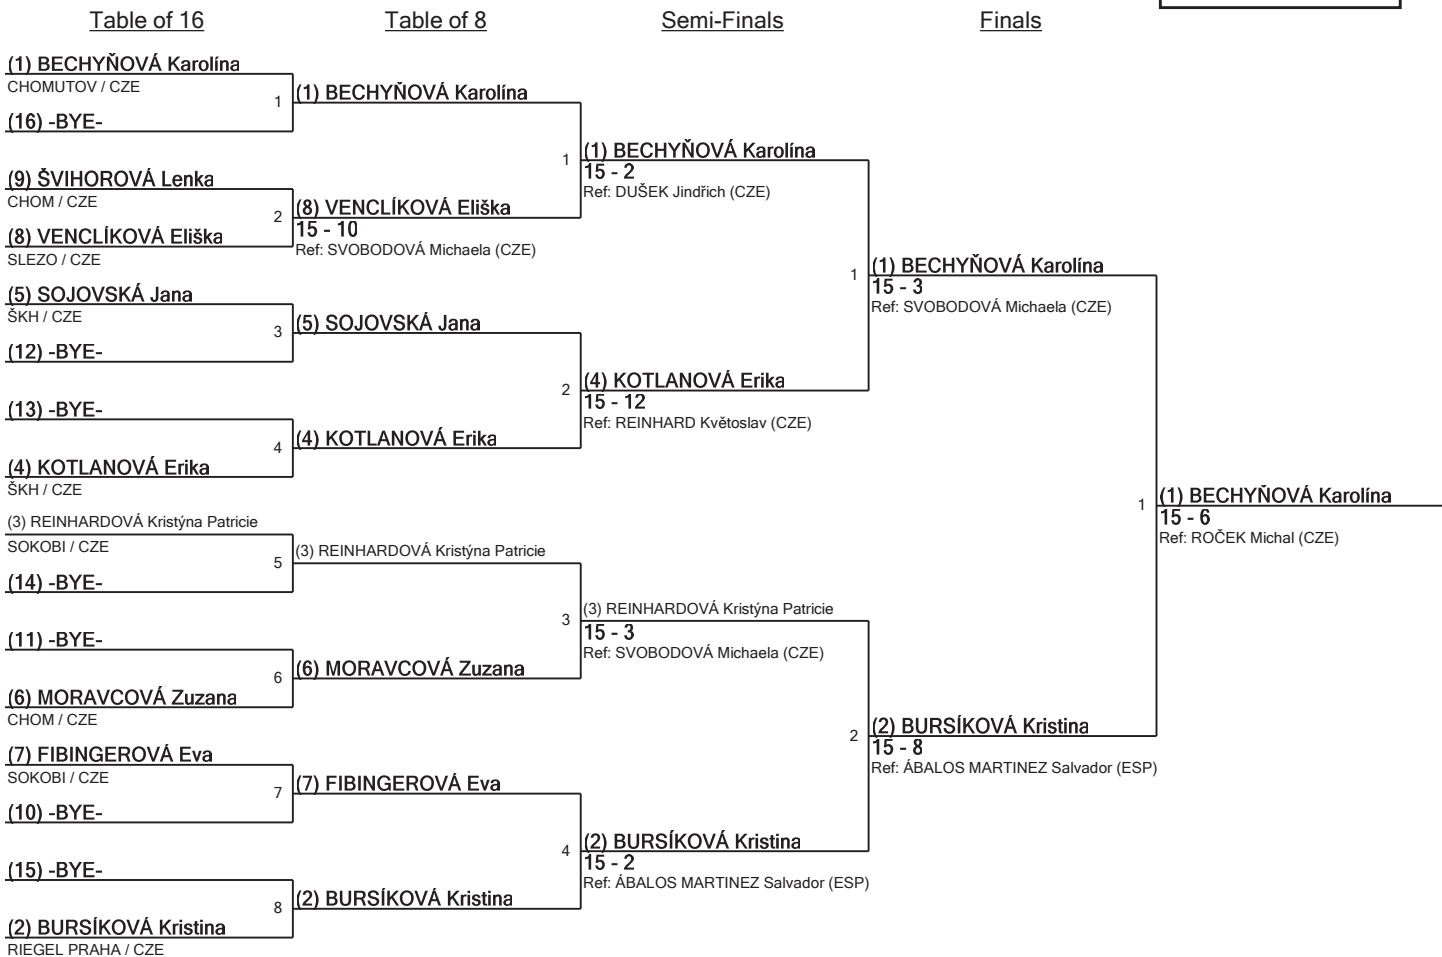 Table of 16
Table of 8
Semi-Finals
Finals
(1) BECHYŇOVÁ Karolína
CHOMUTOV / CZE
1
(16) -BYE-
(9) ŠVIHOROVÁ Lenka
CHOM / CZE
2
(8) VENCLÍKOVÁ Eliška
SLEZO / CZE
(5) SOJOVSKÁ Jana
ŠKH / CZE
3
(12) -BYE-
(13) -BYE-
4
(4) KOTLANOVÁ Erika
ŠKH / CZE
(3) REINHARDOVÁ Kristýna Patricie
SOKOBI / CZE
5
(14) -BYE-
(11) -BYE-
6
(6) MORAVCOVÁ Zuzana
CHOM / CZE
(7) FIBINGEROVÁ Eva
SOKOBI / CZE
7
(10) -BYE-
(15) -BYE-
8
(2) BURSÍKOVÁ Kristina
RIEGEL PRAHA / CZE
(1) BECHYŇOVÁ Karolína
1
(8) VENCLÍKOVÁ Eliška
15 - 10
Ref: SVOBODOVÁ Michaela (CZE)
(5) SOJOVSKÁ Jana
2
(4) KOTLANOVÁ Erika
(3) REINHARDOVÁ Kristýna Patricie
3
(6) MORAVCOVÁ Zuzana
(7) FIBINGEROVÁ Eva
4
(2) BURSÍKOVÁ Kristina
(1) BECHYŇOVÁ Karolína
15 - 2
Ref: DUŠEK Jindřich (CZE)
1
(4) KOTLANOVÁ Erika
15 - 12
Ref: REINHARD Květoslav (CZE)
(3) REINHARDOVÁ Kristýna Patricie
15 - 3
Ref: SVOBODOVÁ Michaela (CZE)
2
(2) BURSÍKOVÁ Kristina
15 - 2
Ref: ÁBALOS MARTINEZ Salvador (ESP)
(1) BECHYŇOVÁ Karolína
15 - 3
Ref: SVOBODOVÁ Michaela (CZE)
1
(2) BURSÍKOVÁ Kristina
15 - 8
Ref: ÁBALOS MARTINEZ Salvador (ESP)
(1) BECHYŇOVÁ Karolína
15 - 6
Ref: ROČEK Michal (CZE)